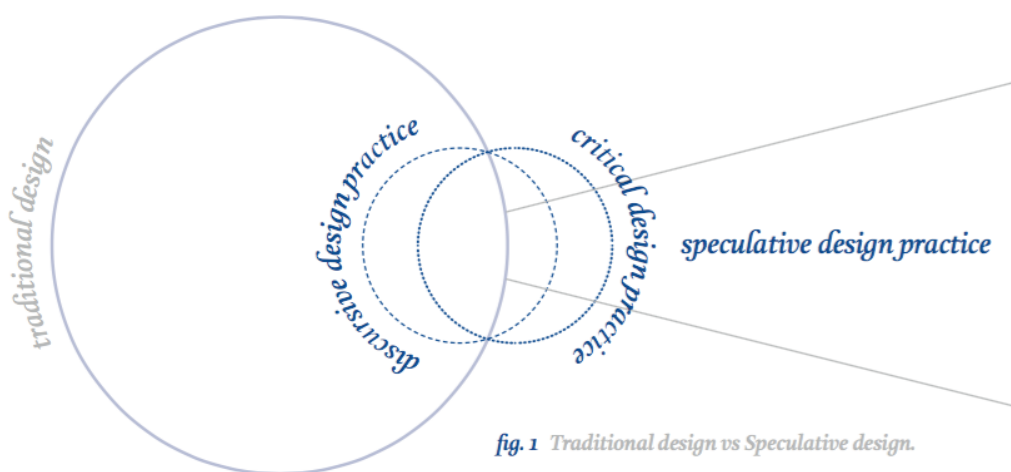 traditional design
discursive design practice
critical design practice
speculative design practice
fig. 1 Traditional design vs Speculative design.